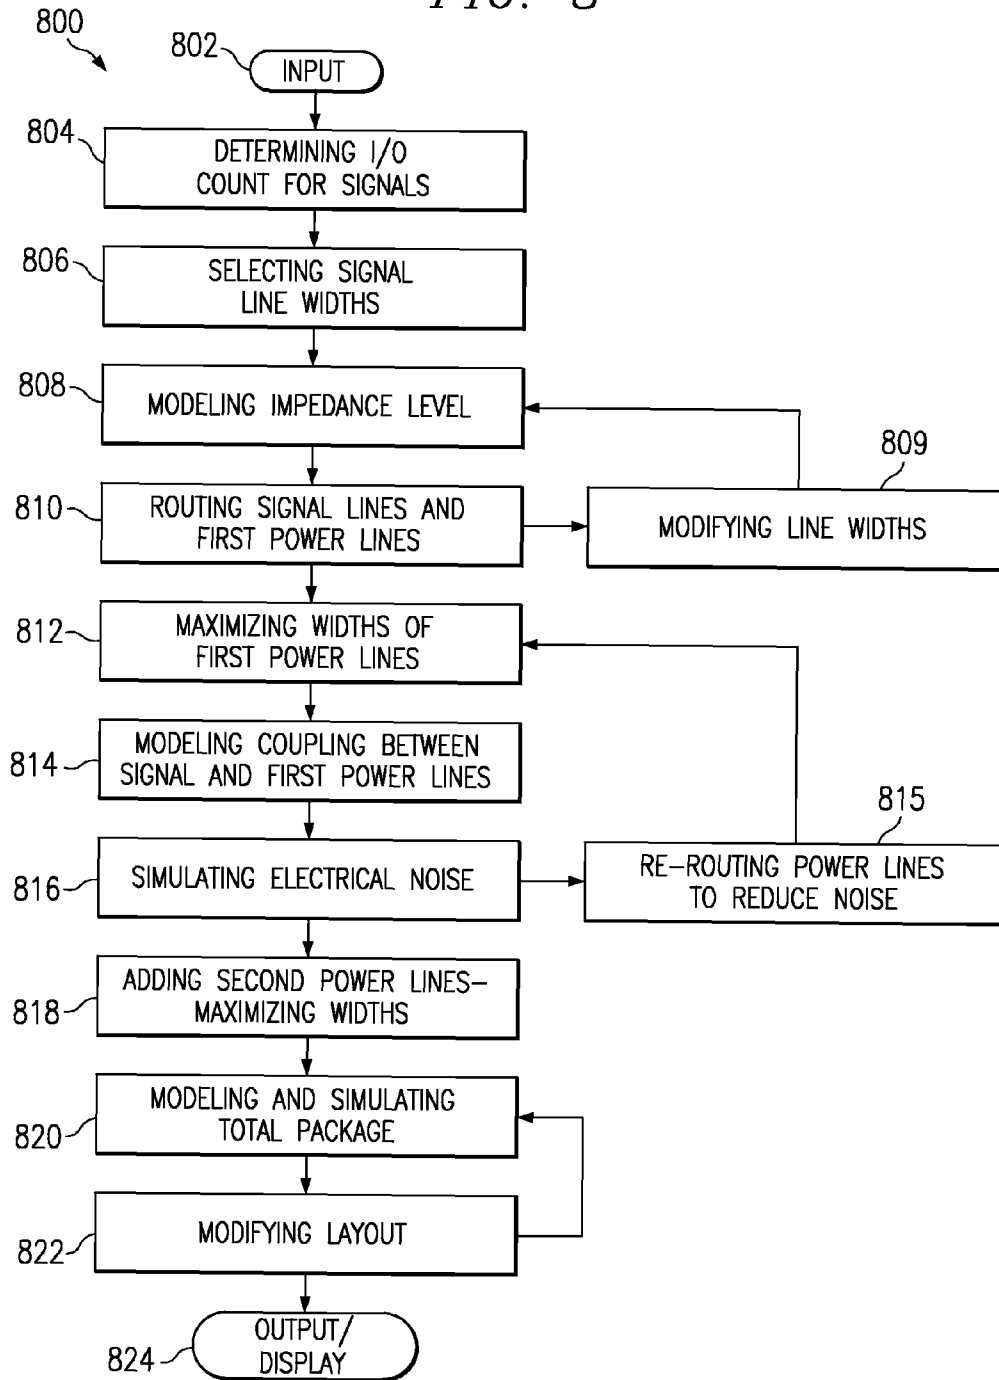 FIG. 8
800
802
INPUT
804
DETERMINING I/O
COUNT FOR SIGNALS
806
SELECTING SIGNAL
LINE WIDTHS
808
MODELING IMPEDANCE LEVEL
809
810
ROUTING SIGNAL LINES AND
FIRST POWER LINES
MODIFYING LINE WIDTHS
812
MAXIMIZING WIDTHS OF
FIRST POWER LINES
814
MODELING COUPLING BETWEEN
SIGNAL AND FIRST POWER LINES
815
816
SIMULATING ELECTRICAL NOISE
RE-ROUTING POWER LINES
TO REDUCE NOISE
818
ADDING SECOND POWER LINES-
MAXIMIZING WIDTHS
820
MODELING AND SIMULATING
TOTAL PACKAGE
822
MODIFYING LAYOUT
824
OUTPUT/
DISPLAY